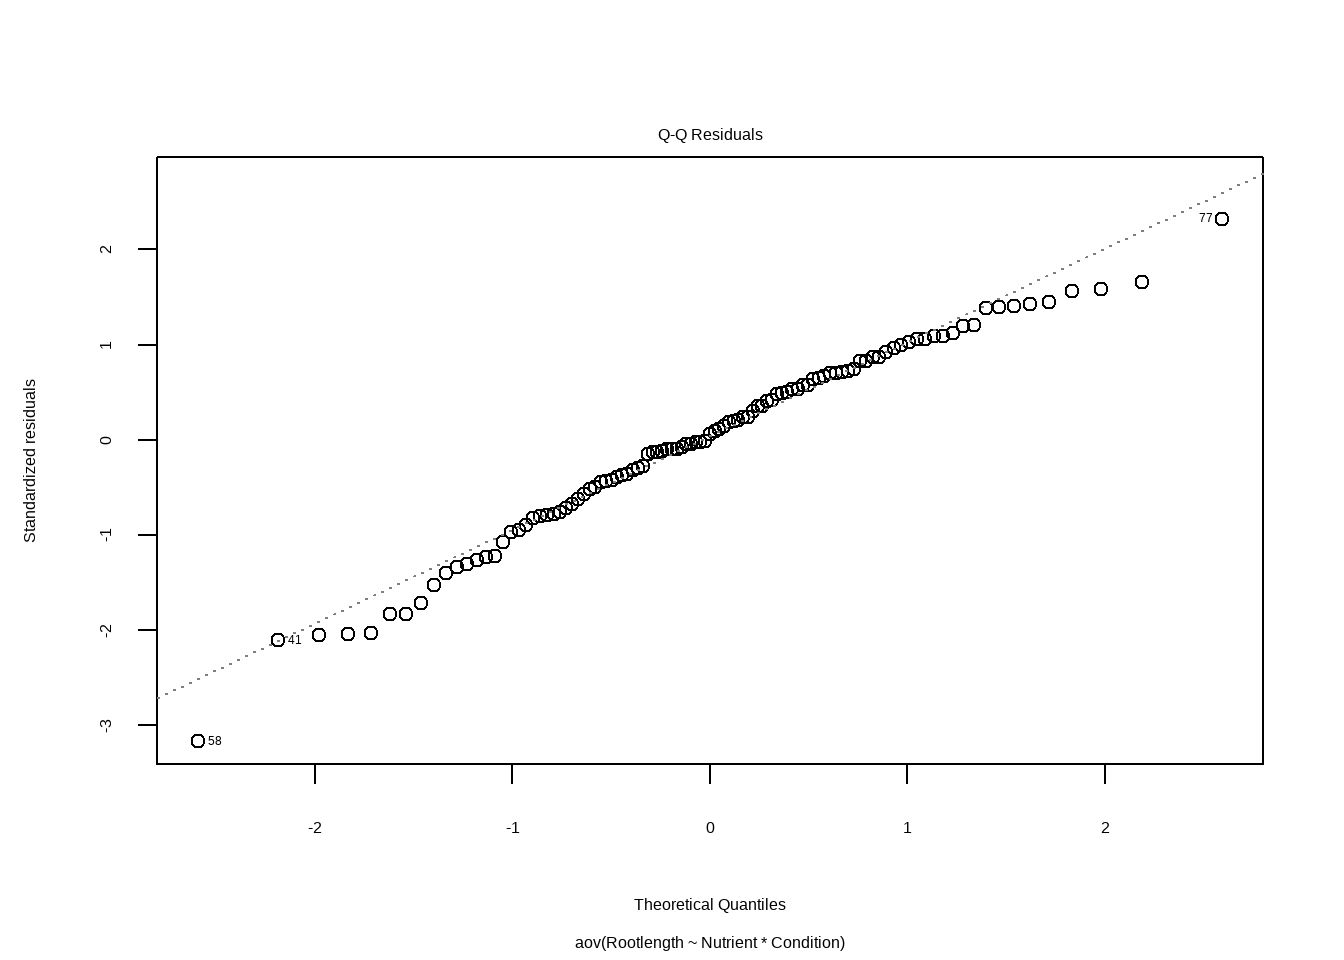 Q-Q Residuals
Standardized residuals
2
1
0
-1
-2
-3
77
41
58
-2 -1 0 1 2
Theoretical Quantiles
aov(Rootlength ~ Nutrient * Condition)